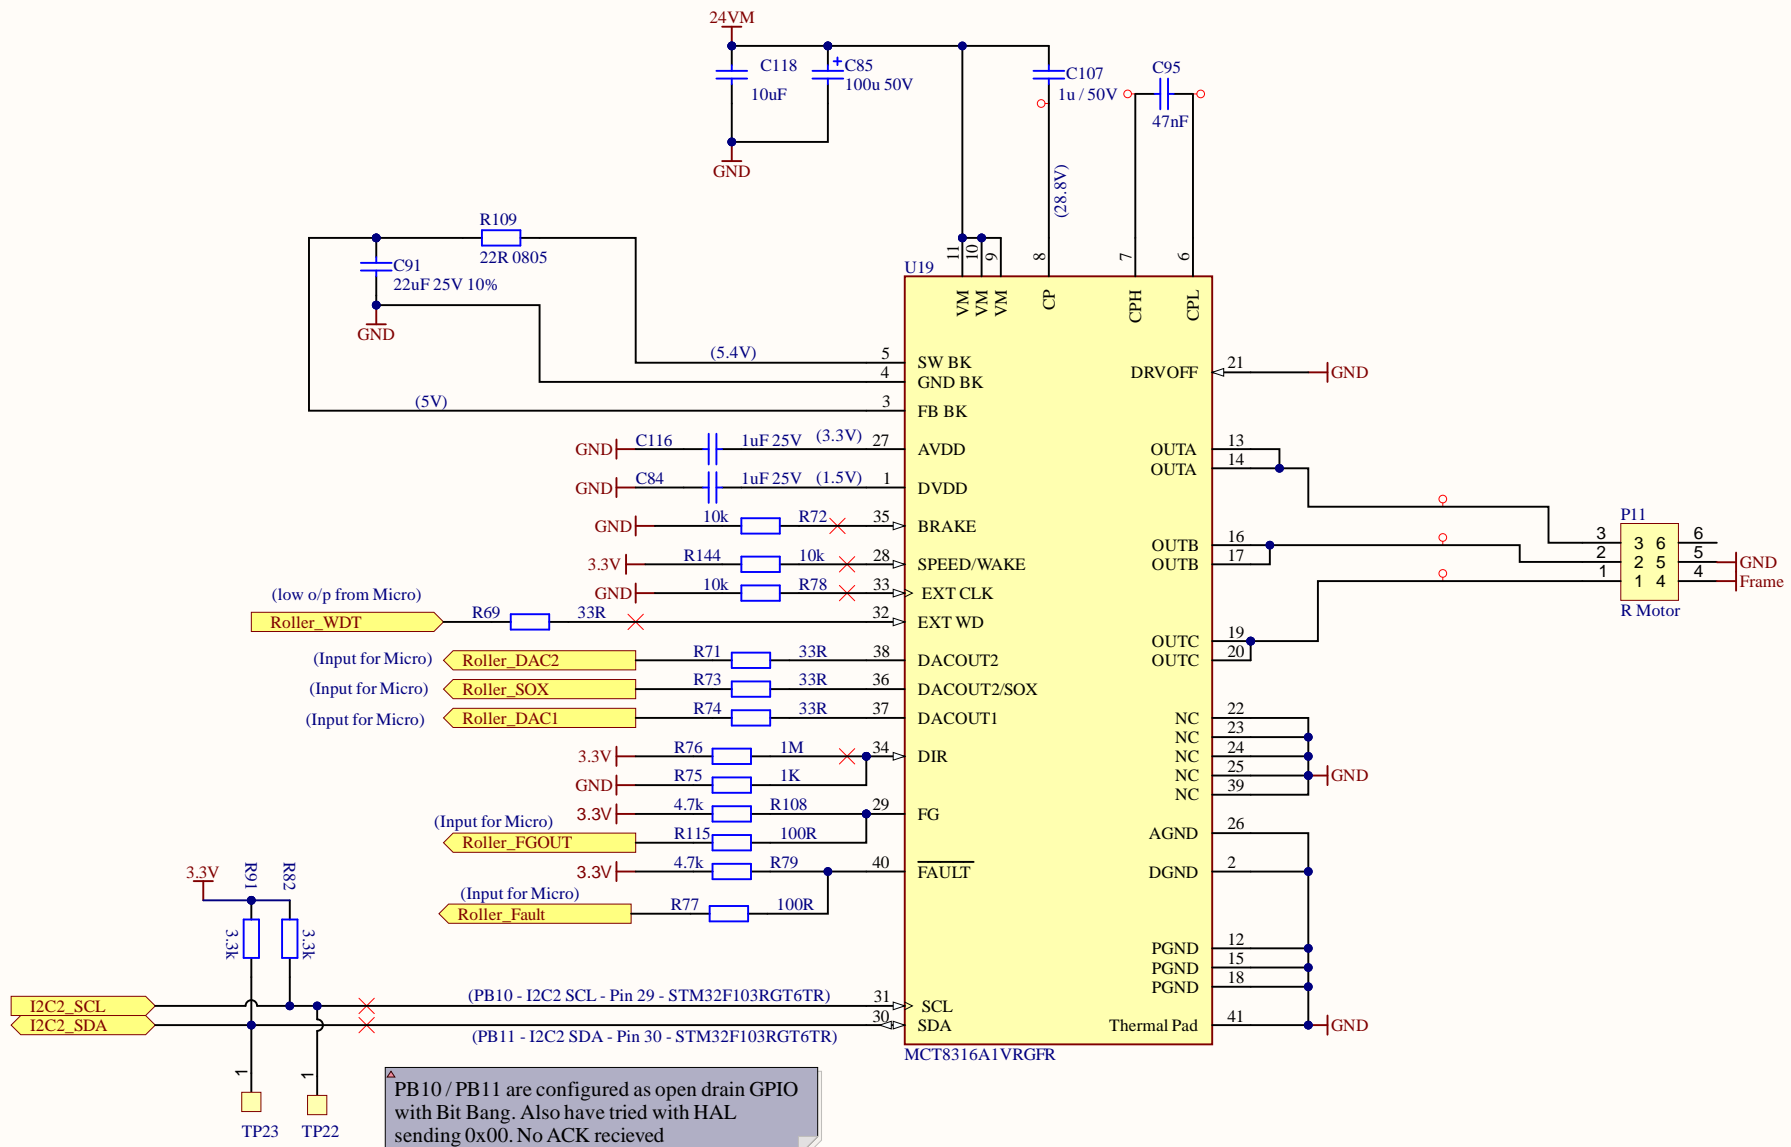 24VM
C118
10uF
C85
100u 50V
C107
1u / 50V
C95
47nF
GND
(28.8V)
R109
22R 0805
C91
22uF 25V 10%
GND
U19
11
10
9
8
7
6
VM
VM
VM
CP
CPH
CPL
(5.4V)
5
SW BK
4
GND BK
(5V)
3
FB BK
21
DRVOFF
GND
GND
C116
1uF 25V
(3.3V)
27
AVDD
GND
C84
1uF 25V
(1.5V)
1
DVDD
13
OUTA
14
OUTA
GND
10k
R72
35
BRAKE
3.3V
R144
10k
28
SPEED/WAKE
GND
10k
R78
33
EXT CLK
16
OUTB
17
OUTB
P11
3
3 6
6
2
2 5
5
GND
1
1 4
4
Frame
R Motor
(low o/p from Micro)
Roller_WDT
R69
33R
32
EXT WD
19
OUTC
20
OUTC
(Input for Micro)
Roller_DAC2
R71
33R
38
DACOUT2
(Input for Micro)
Roller_SOX
R73
33R
36
DACOUT2/SOX
(Input for Micro)
Roller_DAC1
R74
33R
37
DACOUT1
22
NC
23
NC
24
NC
25
NC
39
NC
GND
3.3V
R76
1M
34
DIR
GND
R75
1K
3.3V
4.7k
R108
29
FG
(Input for Micro)
Roller_FGOUT
R115
100R
26
AGND
3.3V
4.7k
R79
40
FAULT
2
DGND
(Input for Micro)
Roller_Fault
R77
100R
3.3V
R91
R82
3.3k
3.3k
12
PGND
15
PGND
18
PGND
I2C2_SCL
(PB10 - I2C2 SCL - Pin 29 - STM32F103RGT6TR)
31
SCL
I2C2_SDA
(PB11 - I2C2 SDA - Pin 30 - STM32F103RGT6TR)
30
SDA
Thermal Pad
41
GND
MCT8316A1VRGFR
1
1
TP23
TP22
PB10 / PB11 are configured as open drain GPIO
with Bit Bang. Also have tried with HAL
sending 0x00. No ACK recieved